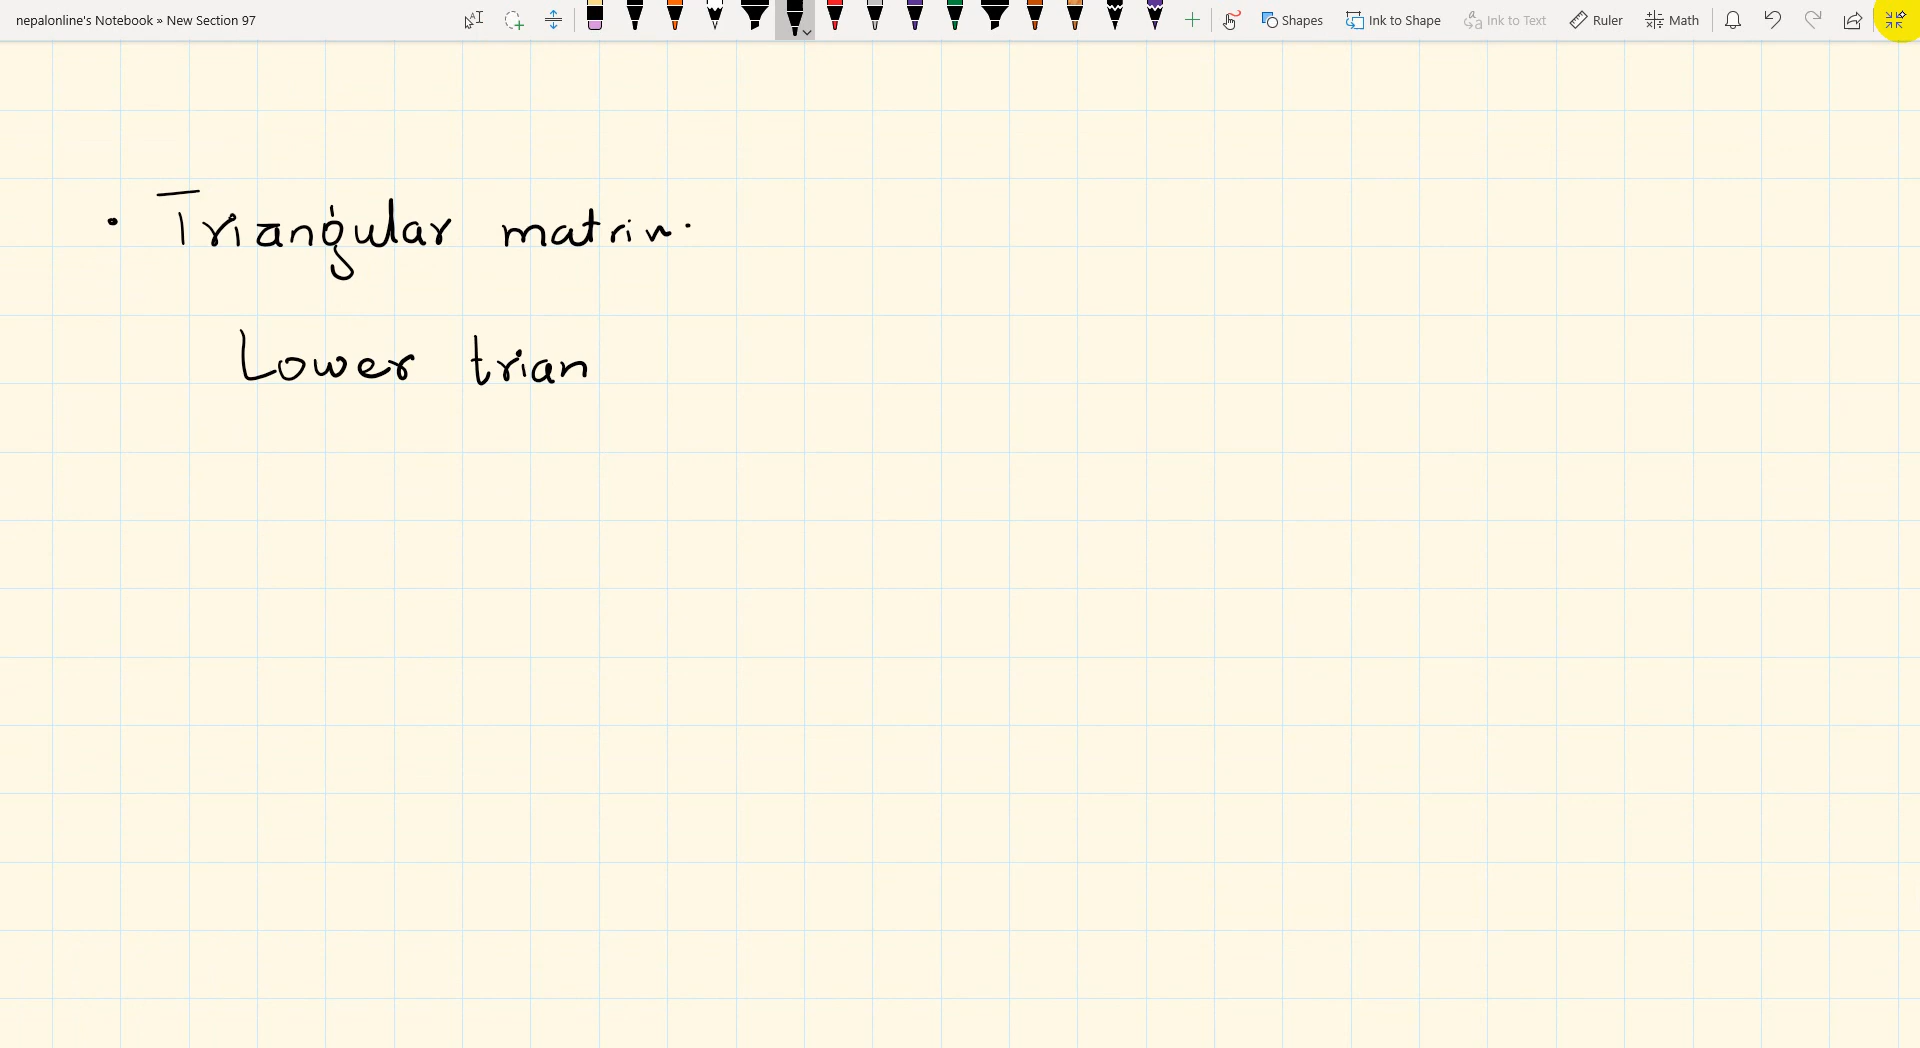 nepalonline's Notebook » New Section 97
Shapes
Ink to Shape
Ink to Text
Ruler
Math
• Triangular matrix.
Lower trian